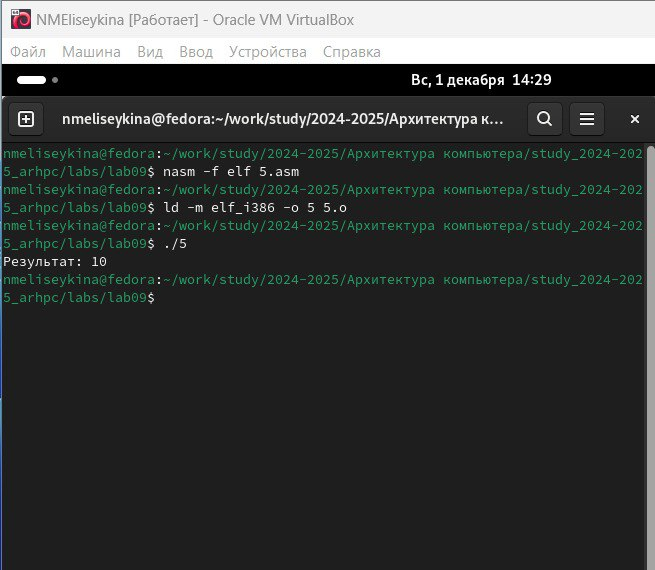 NMEliseykina [Работает] - Oracle VM VirtualBox
Файл Машина Вид Ввод Устройства Справка
Вс, 1 декабря 14:29
nmeliseykina@fedora:~/work/study/2024-2025/Архитектура к...
nmeliseykina@fedora:~/work/study/2024-2025/Архитектура компьютера/study_2024-202
5_arhpc/labs/lab09$ nasm -f elf 5.asm
nmeliseykina@fedora:~/work/study/2024-2025/Архитектура компьютера/study_2024-202
5_arhpc/labs/lab09$ ld -m elf_i386 -o 5 5.o
nmeliseykina@fedora:~/work/study/2024-2025/Архитектура компьютера/study_2024-202
5_arhpc/labs/lab09$ ./5
Результат: 10
nmeliseykina@fedora:~/work/study/2024-2025/Архитектура компьютера/study_2024-202
5_arhpc/labs/lab09$